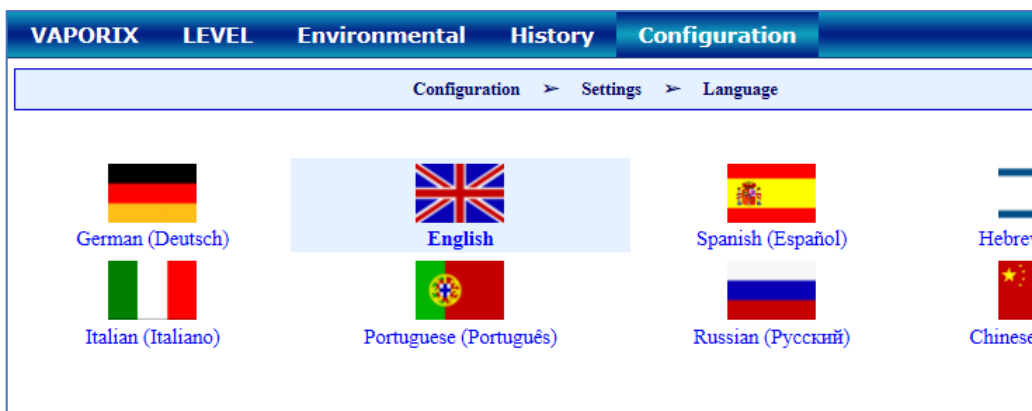 VAPORIX LEVEL Environmental History Configuration
Configuration ➢ Settings ➢ Language
German (Deutsch) English Spanish (Español)
Italian (Italiano) Portuguese (Português) Russian (Русский) Chinese